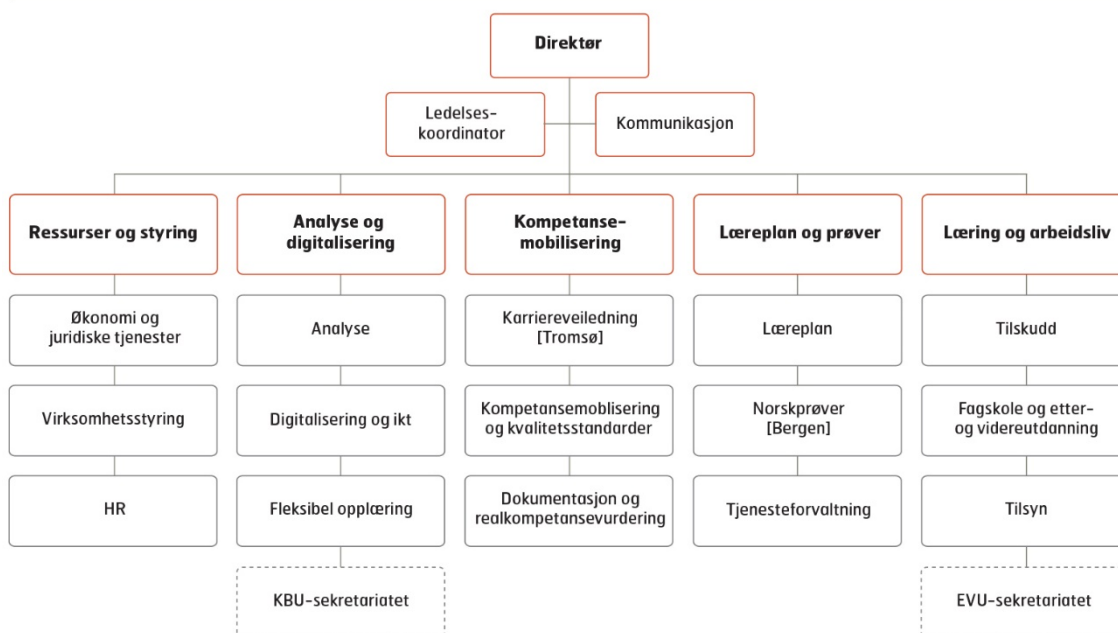 Direktør
Ledelses-
koordinator
Kommunikasjon
Ressurser og styring
Analyse og
digitalisering
Kompetanse-
mobilisering
Læreplan og prøver
Læring og arbeidsliv
Økonomi og
juridiske tjenester
Analyse
Karriereveiledning
[Tromsø]
Læreplan
Tilskudd
Virksomhetsstyring
Digitalisering og ikt
Kompetansemoblisering
og kvalitetsstandarder
Norskprøver
[Bergen]
Fagskole og etter-
og videreutdanning
HR
Fleksibel opplæring
Dokumentasjon og
realkompetansevurdering
Tjenesteforvaltning
Tilsyn
KBU-sekretariatet
EVU-sekretariatet